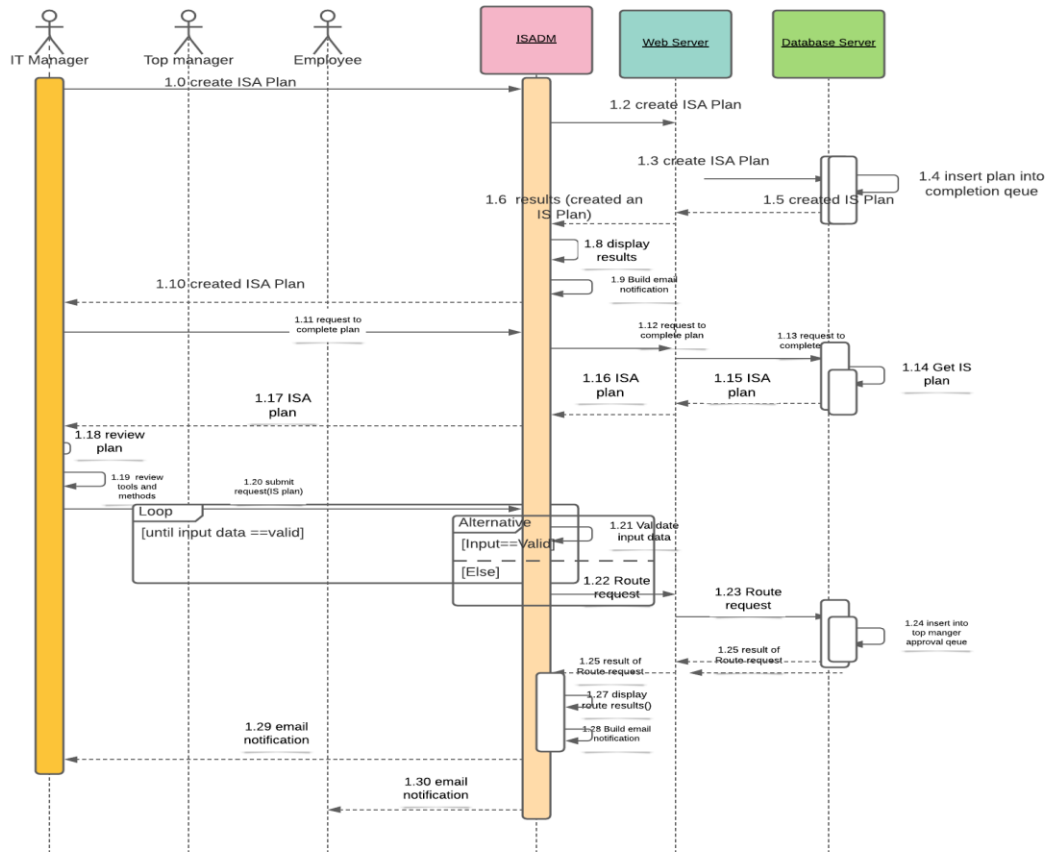 IT Manager
Top manager
Employee
ISADM
Web Server
Database Server
1.0 create ISA Plan
1.2 create ISA Plan
1.3 create ISA Plan
1.4 insert plan into
completion qeue
1.5 created IS Plan
1.6 results (created an
IS Plan)
1.8 display
results
1.9 Build email
notification
1.10 created ISA Plan
1.11 request to
complete plan
1.12 request to
complete plan
1.13 request to
complete
1.14 Get IS
plan
1.15 ISA
plan
1.16 ISA
plan
1.17 ISA
plan
1.18 review
plan
1.19 review
tools and
methods
1.20 submit
request(IS plan)
Loop
[until input data ==valid]
Alternative
[Input==Valid]
[Else]
1.21 Validate
input data
1.22 Route
request
1.23 Route
request
1.24 insert into
top manger
approval qeue
1.25 result of
Route request
1.25 result of
Route request
1.27 display
route results()
1.28 Build email
notification
1.29 email
notification
1.30 email
notification